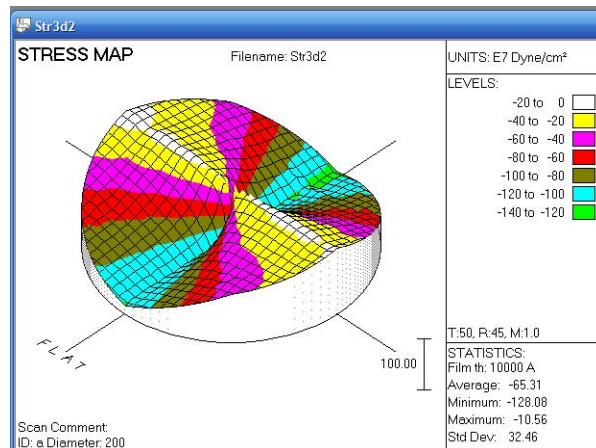 Str3d2
STRESS MAP
Filename: Str3d2
UNITS: E7 Dyne/cm²
LEVELS:
-20 to 0
-40 to -20
-60 to -40
-80 to -60
-100 to -80
-120 to -100
-140 to -120
FLAT
100.00
T:50, R:45, M:1.0
STATISTICS:
Film th: 10000 A
Average: -65.31
Minimum: -128.08
Maximum: -10.56
Std Dev: 32.46
Scan Comment:
ID: a Diameter: 200